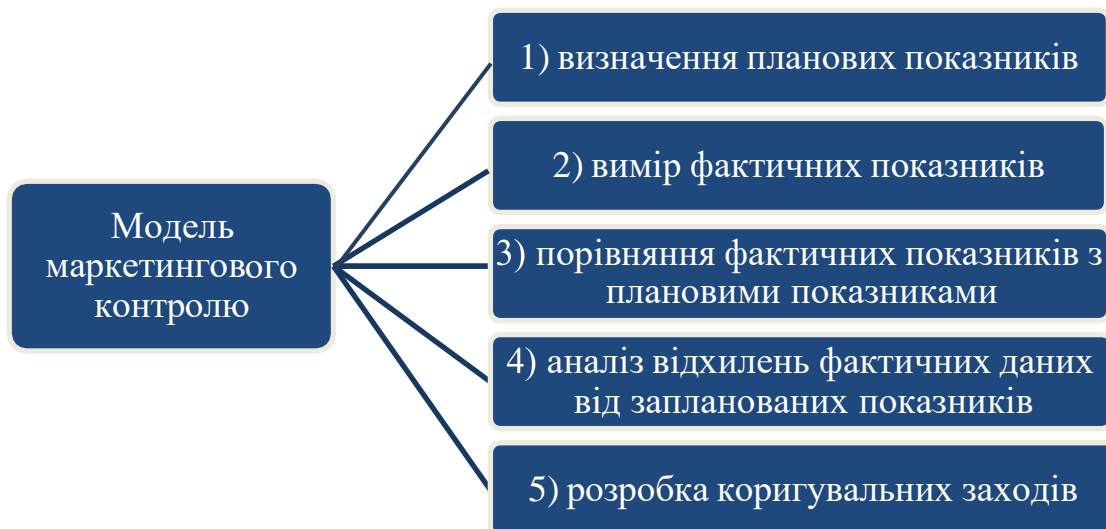 Модель
маркетингового
контролю
1) визначення планових показників
2) вимір фактичних показників
3) порівняння фактичних показників з
плановими показниками
4) аналіз відхилень фактичних даних
від запланованих показників
5) розробка коригувальних заходів